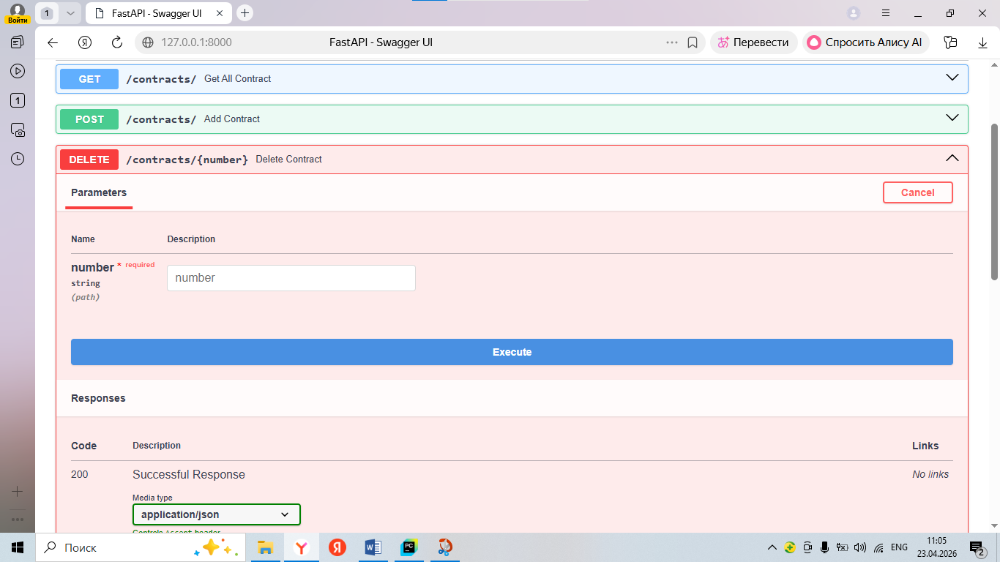 Войти
1
FastAPI - Swagger UI
127.0.0.1:8000
FastAPI - Swagger UI
Перевести
Спросить Алису AI
1
GET /contracts/ Get All Contract
POST /contracts/ Add Contract
DELETE /contracts/{number} Delete Contract
Parameters
Cancel
Name Description
number * required
string
(path)
number
Execute
Responses
Code Description Links
200 Successful Response No links
Media type
application/json
Controls Accept header
Поиск
ENG
11:05
23.04.2026
2